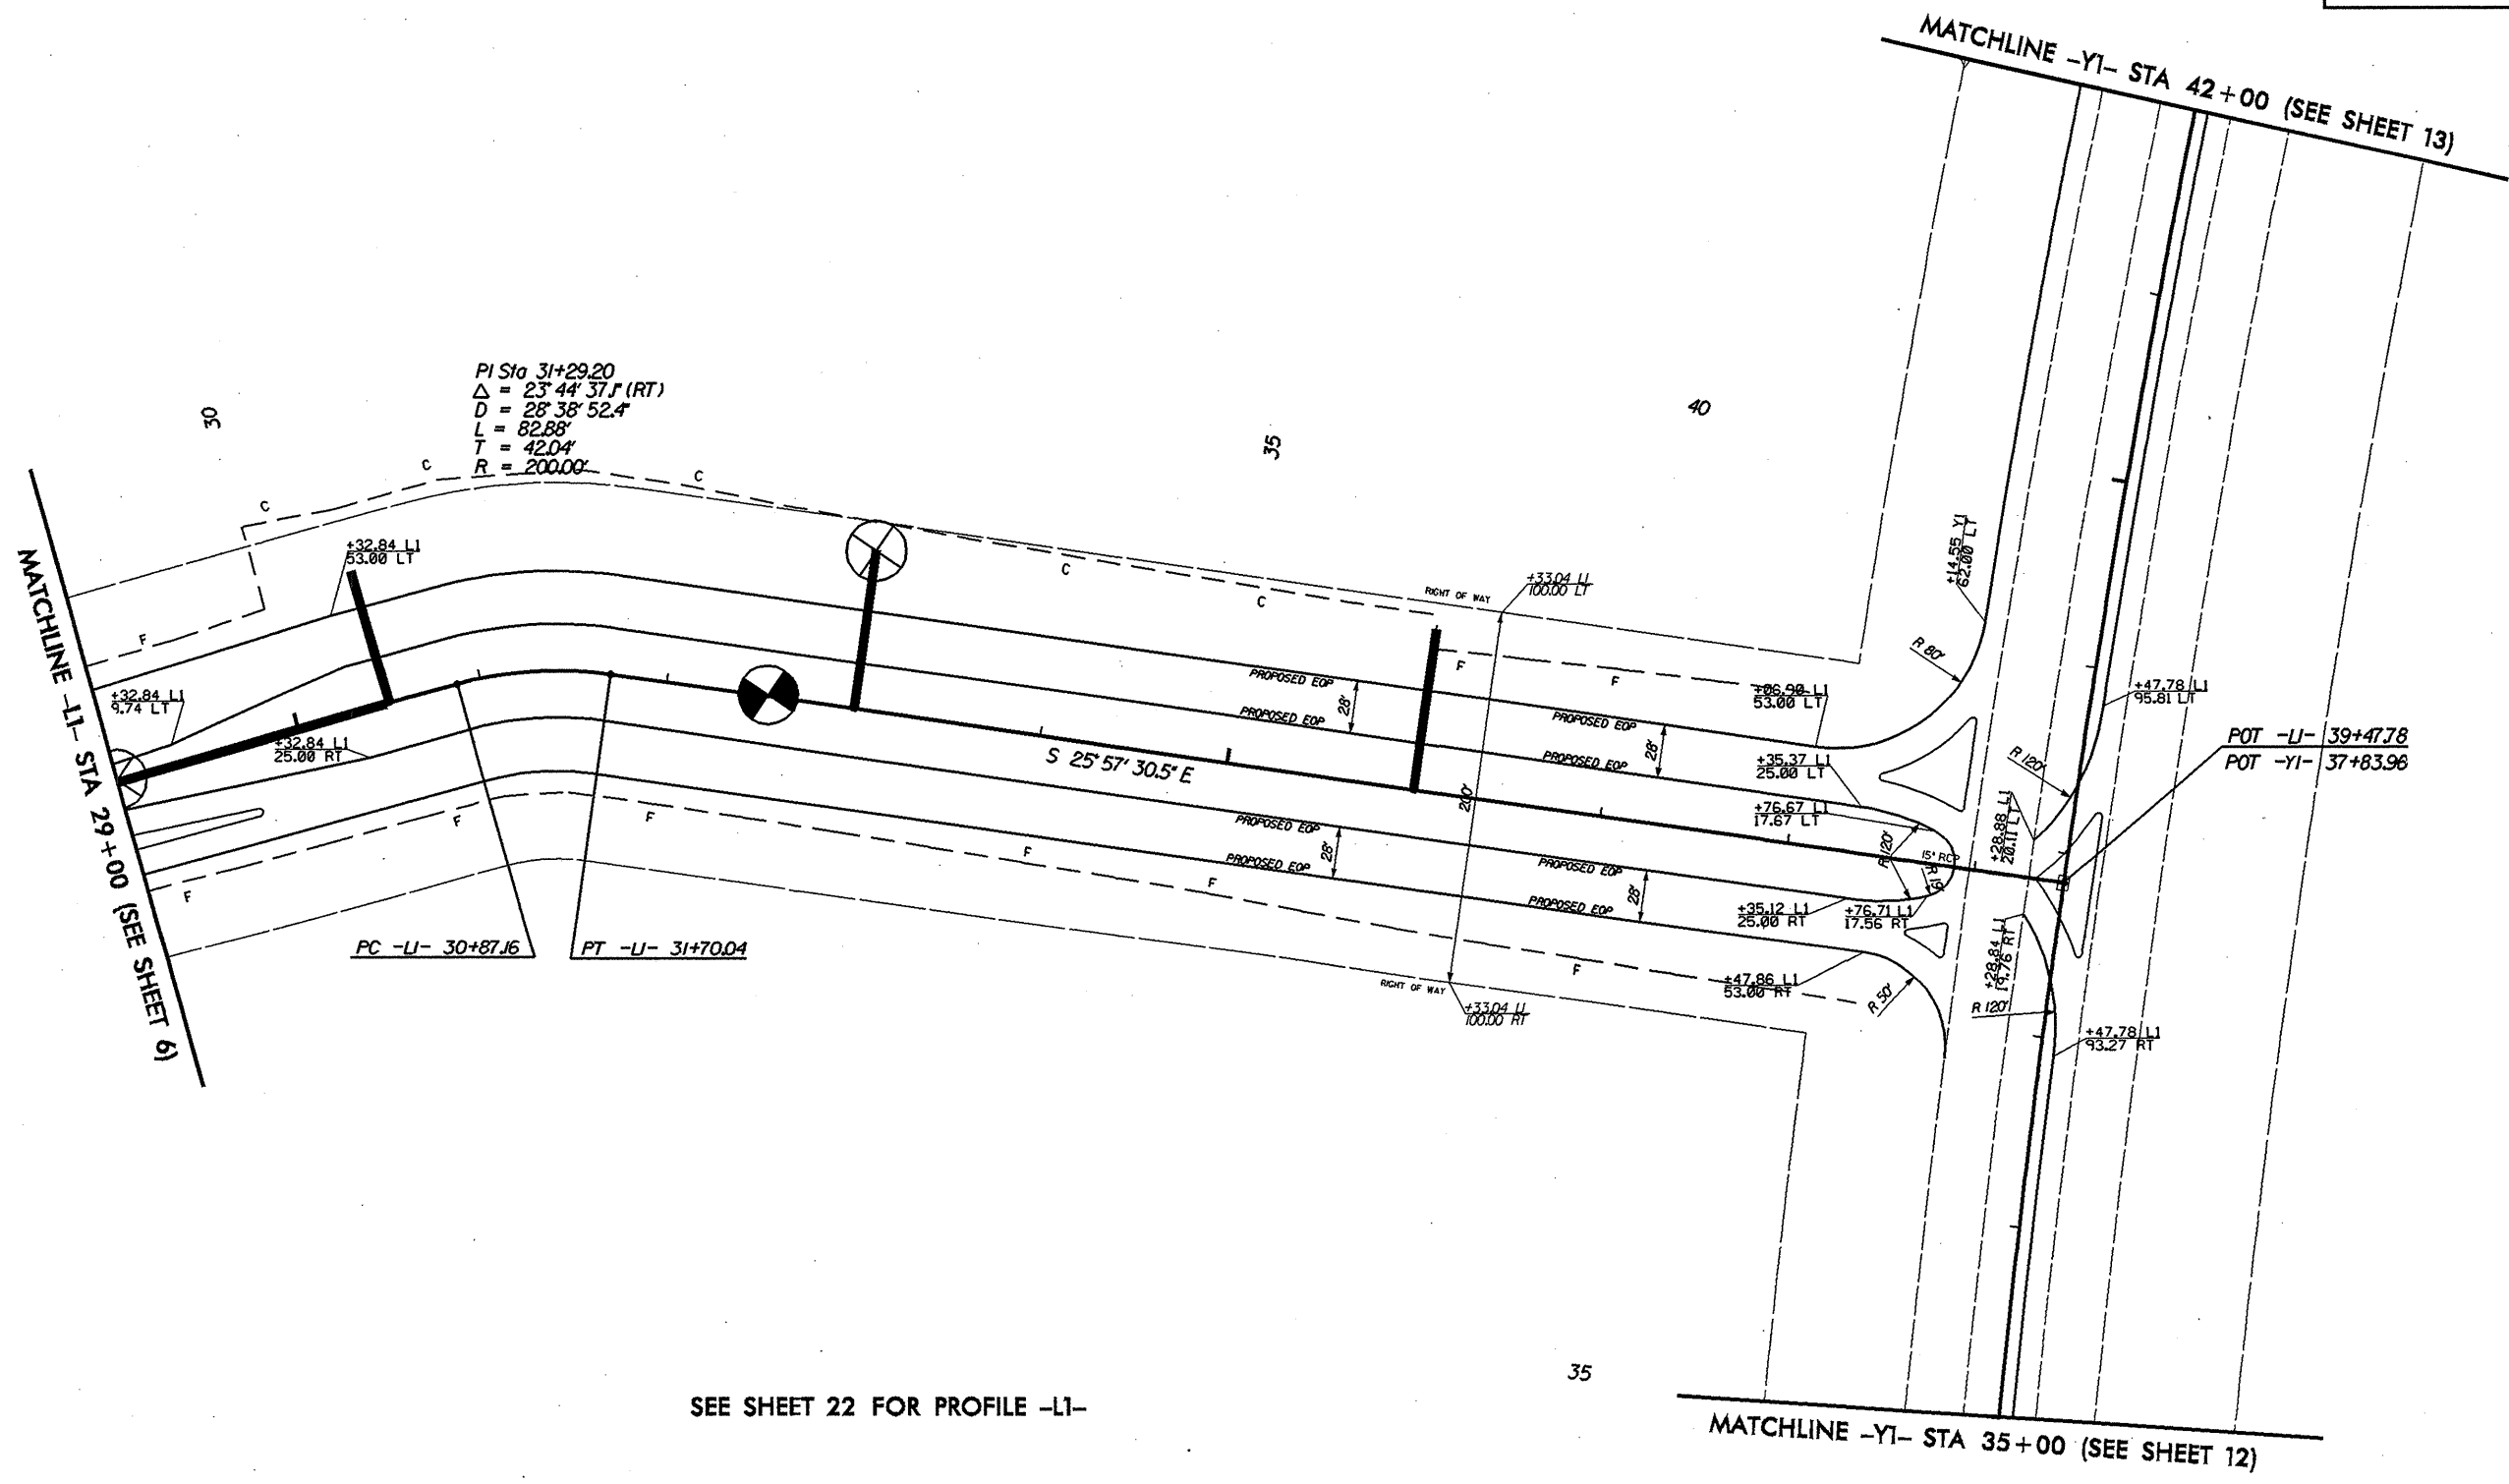 MATCHLINE -Y1- STA 42+00 (SEE SHEET 13)
PI Sta 31+29.20
Δ = 23° 44' 37.1" (RT)
D = 28° 38' 52.4"
L = 82.88'
T = 42.04'
R = 200.00'
30
35
40
C
C
C
C
C
F
+32.84 L1
53.00 LT
+32.84 L1
9.74 LT
+32.84 L1
25.00 RT
MATCHLINE -L1- STA 29+00 (SEE SHEET 6)
F
F
F
F
F
F
PC -L1- 30+87.16
PT -L1- 31+70.04
S 25° 57' 30.5" E
RIGHT OF WAY
+33.04 L1
100.00 LT
F
F
PROPOSED EOP
28'
PROPOSED EOP
PROPOSED EOP
28'
PROPOSED EOP
PROPOSED EOP
28'
PROPOSED EOP
PROPOSED EOP
28'
PROPOSED EOP
200'
RIGHT OF WAY
+33.04 L1
100.00 RT
+14.55 Y1
62.00 LT
R 80'
+06.90 L1
53.00 LT
+35.37 L1
25.00 LT
+76.67 L1
17.67 LT
R 120'
15" RCP
R 19'
+35.12 L1
25.00 RT
+76.71 L1
17.56 RT
+47.86 L1
53.00 RT
R 50'
R 120'
+28.88 L1
20.11 LT
+28.84 L1
19.76 RT
R 120'
+47.78 L1
95.81 LT
POT -L1- 39+47.78
POT -Y1- 37+83.96
+47.78 L1
93.27 RT
35
SEE SHEET 22 FOR PROFILE -L1-
MATCHLINE -Y1- STA 35+00 (SEE SHEET 12)